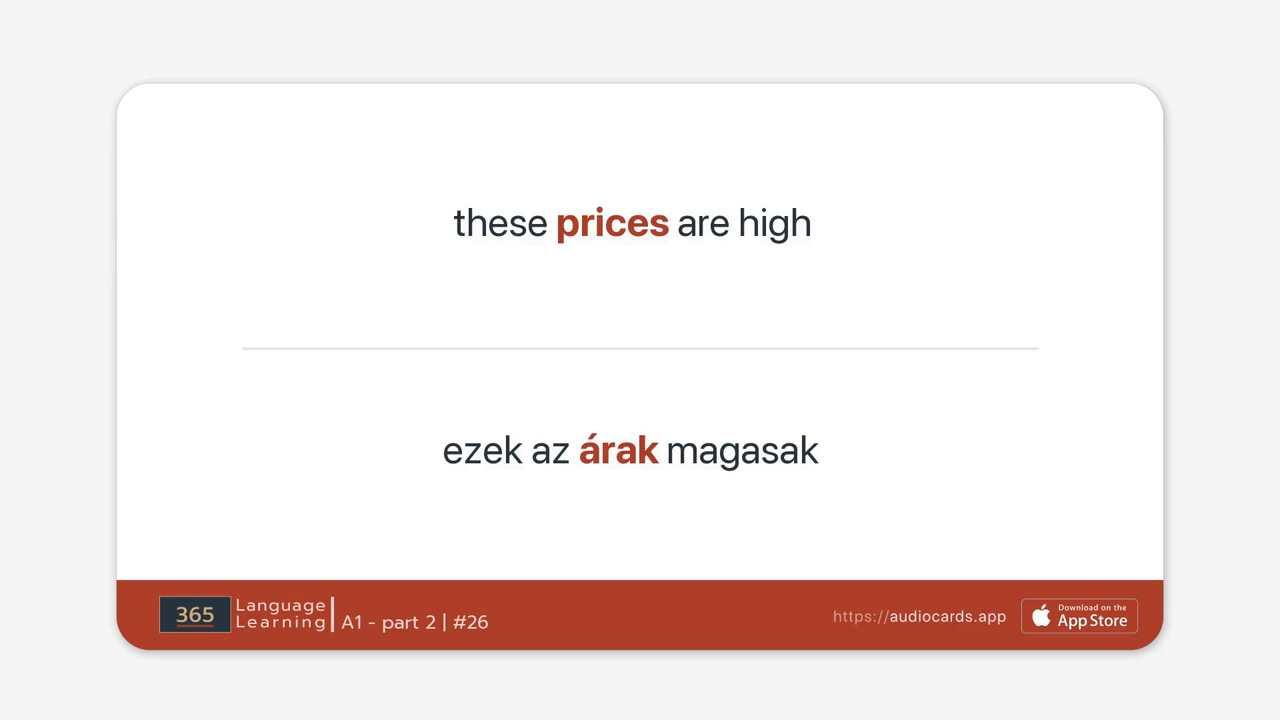 these prices are high
ezek az árak magasak
365
Language
Learning
A1 - part 2 | #26
https://audiocards.app
Download on the
App Store